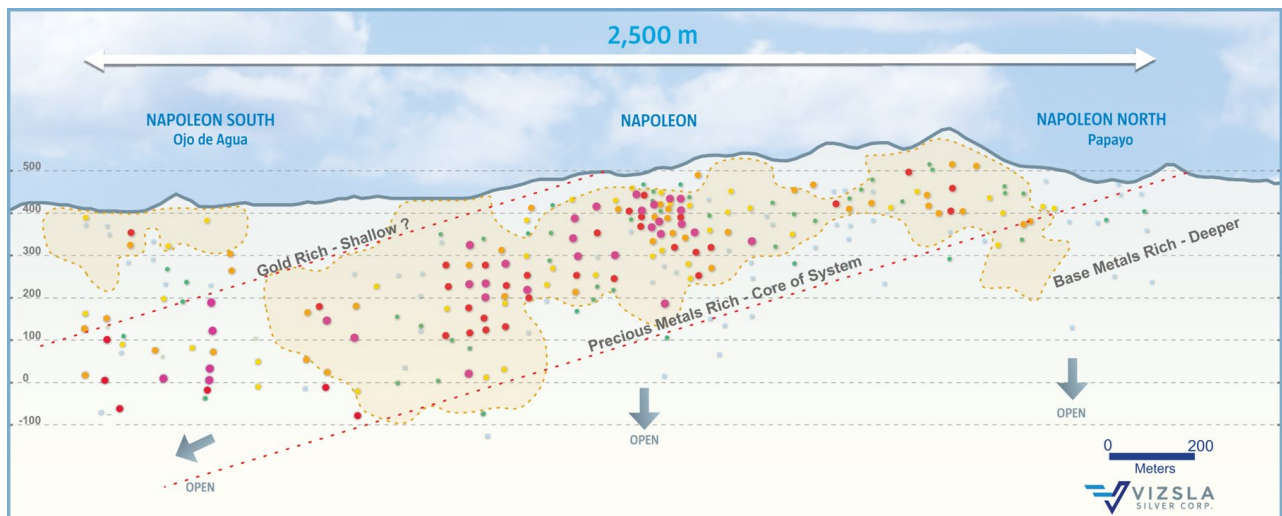 2,500 m
NAPOLEON SOUTH
Ojo de Agua
NAPOLEON
NAPOLEON NORTH
Papayo
500
400
300
200
100
0
-100
Gold Rich - Shallow ?
Precious Metals Rich - Core of System
Base Metals Rich - Deeper
OPEN
OPEN
OPEN
0 200
Meters
VIZSLA
SILVER CORP.